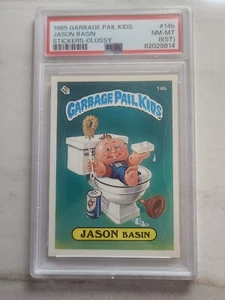 1985 GARBAGE PAIL KIDS #14b
JASON BASIN NM-MT
STICKERS-GLOSSY 8(ST)
PSA 82029814
GARBAGE PAIL KIDS
14b
JASON BASIN